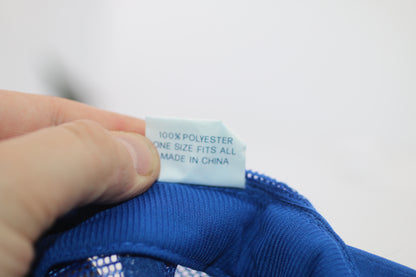 100% POLYESTER
ONE SIZE FITS ALL
MADE IN CHINA